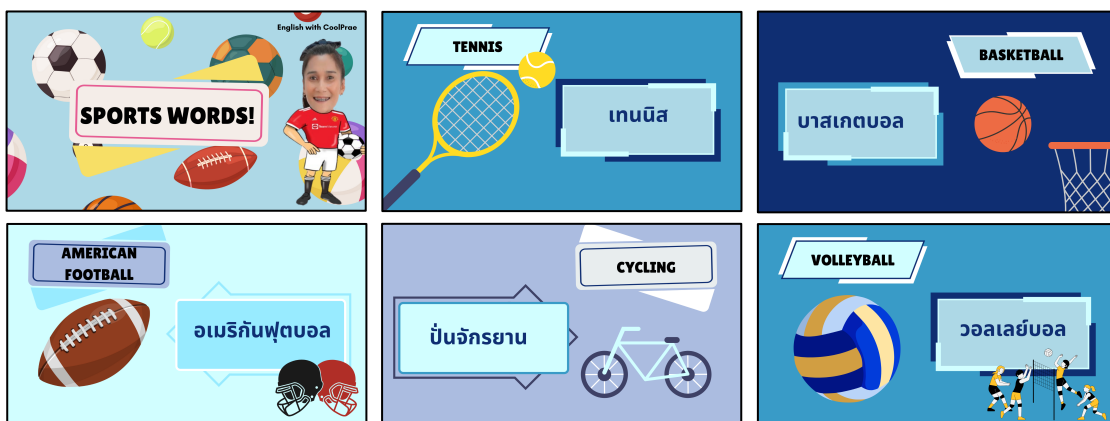 English with CoolPrae
SPORTS WORDS!
TENNIS
เทนนิส
BASKETBALL
บาสเกตบอล
AMERICAN
FOOTBALL
อเมริกันฟุตบอล
CYCLING
ปั่นจักรยาน
VOLLEYBALL
วอลเลย์บอล